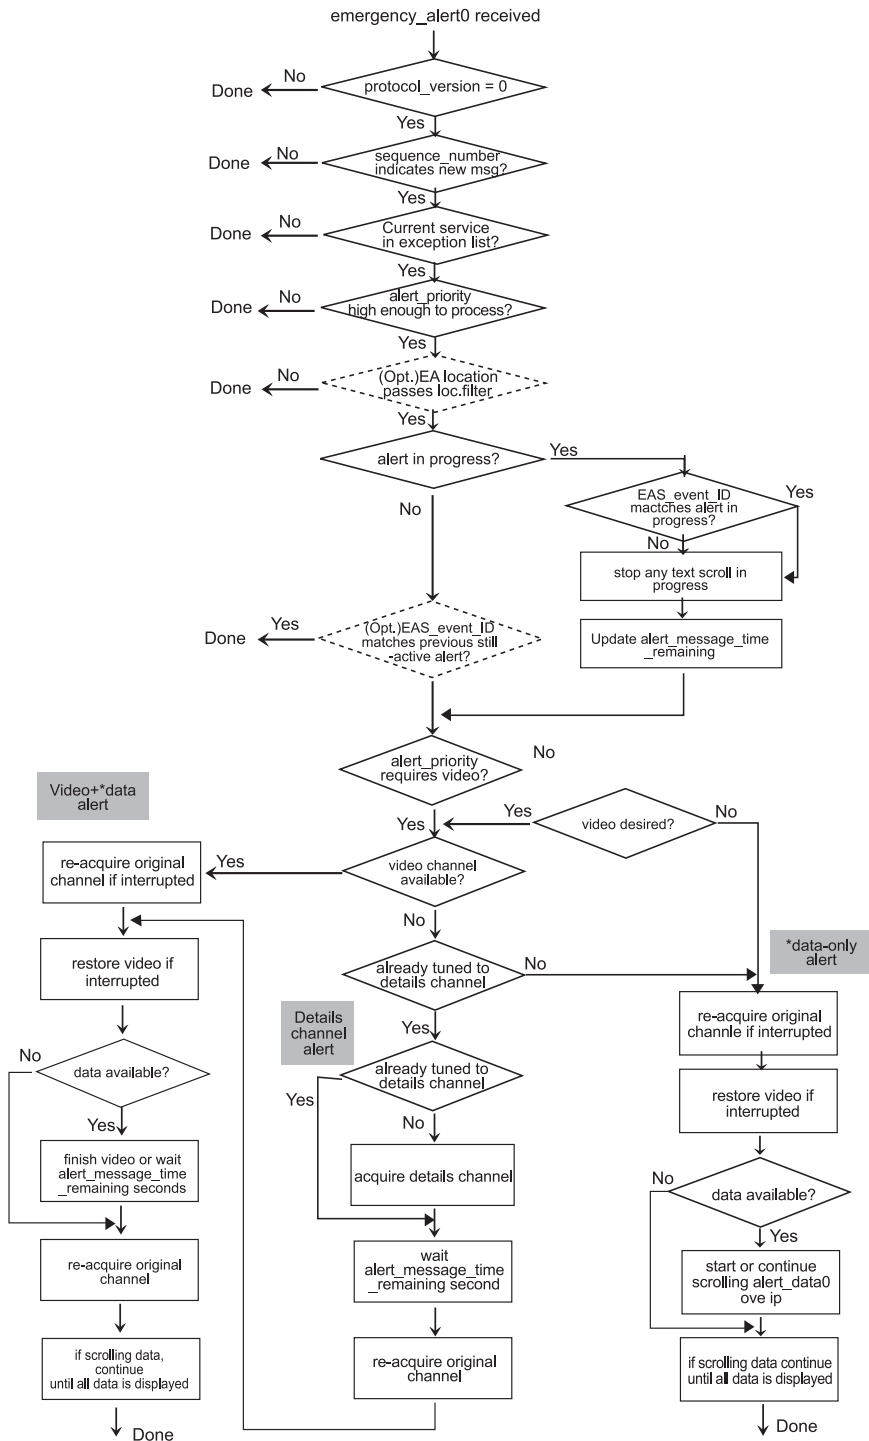 emergency_alert0 received
No
Done
protocol_version = 0
Yes
No
Done
sequence_number
indicates new msg?
Yes
No
Done
Current service
in exception list?
Yes
No
Done
alert_priority
high enough to process?
Yes
No
Done
(Opt.)EA location
passes loc.filter
Yes
alert in progress?
Yes
No
EAS_event_ID
mactches alert in
progress?
Yes
No
stop any text scroll in
progress
Update alert_message_time
_remaining
Yes
Done
(Opt.)EAS_event_ID
matches previous still
-active alert?
alert_priority
requires video?
No
Yes
Yes
video desired?
No
Video+*data
alert
re-acquire original
channel if interrupted
Yes
video channel
available?
No
restore video if
interrupted
already tuned to
details channel
No
Yes
*data-only
alert
re-acquire original
channle if interrupted
Details
channel
alert
No
data available?
Yes
already tuned to
details channel
Yes
No
restore video if
interrupted
finish video or wait
alert_message_time
_remaining seconds
acquire details channel
No
data available?
Yes
re-acquire original
channel
wait
alert_message_time
_remaining second
start or continue
scrolling alert_data0
ove ip
if scrolling data,
continue
until all data is displayed
re-acquire original
channel
if scrolling data continue
until all data is displayed
Done
Done